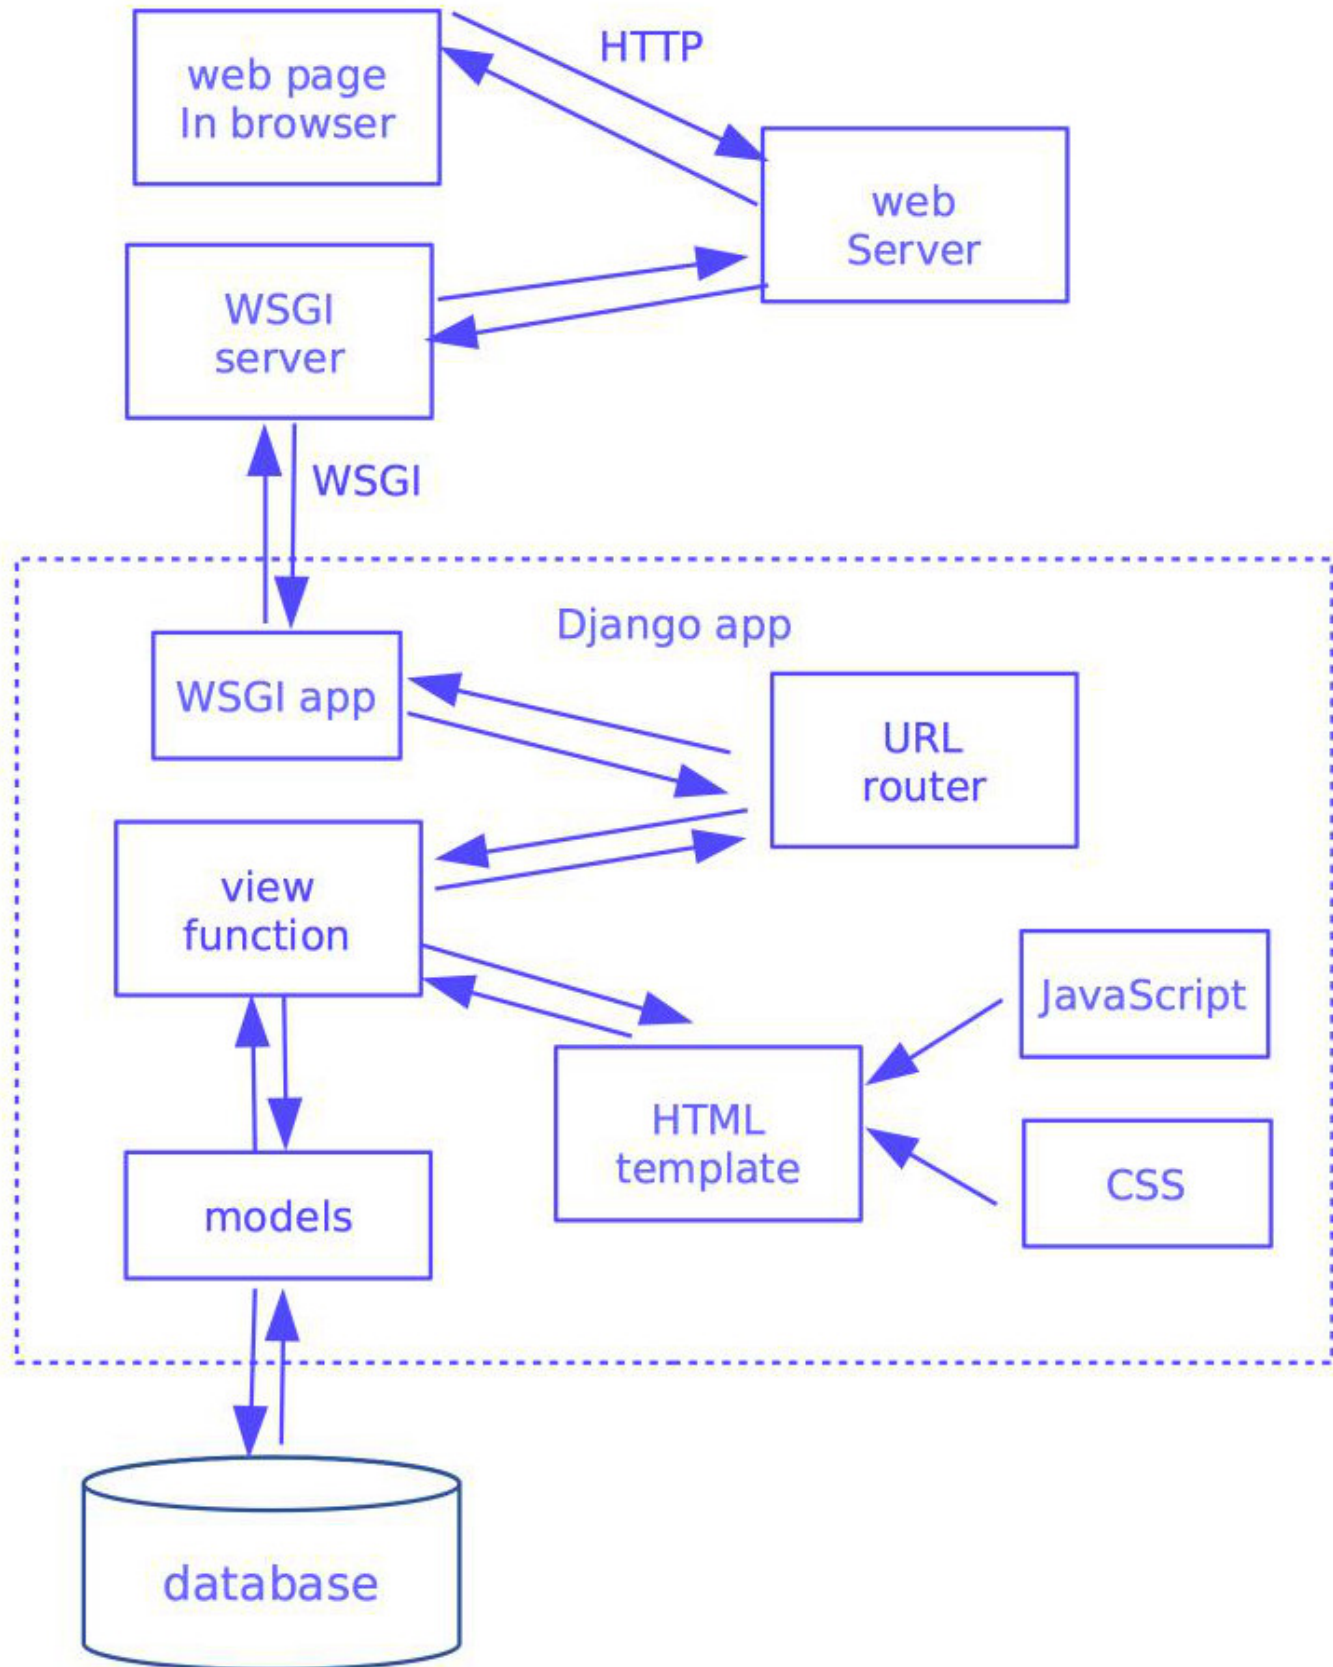 web page
In browser
HTTP
web
Server
WSGI
server
WSGI
Django app
WSGI app
URL
router
view
function
JavaScript
HTML
template
CSS
models
database